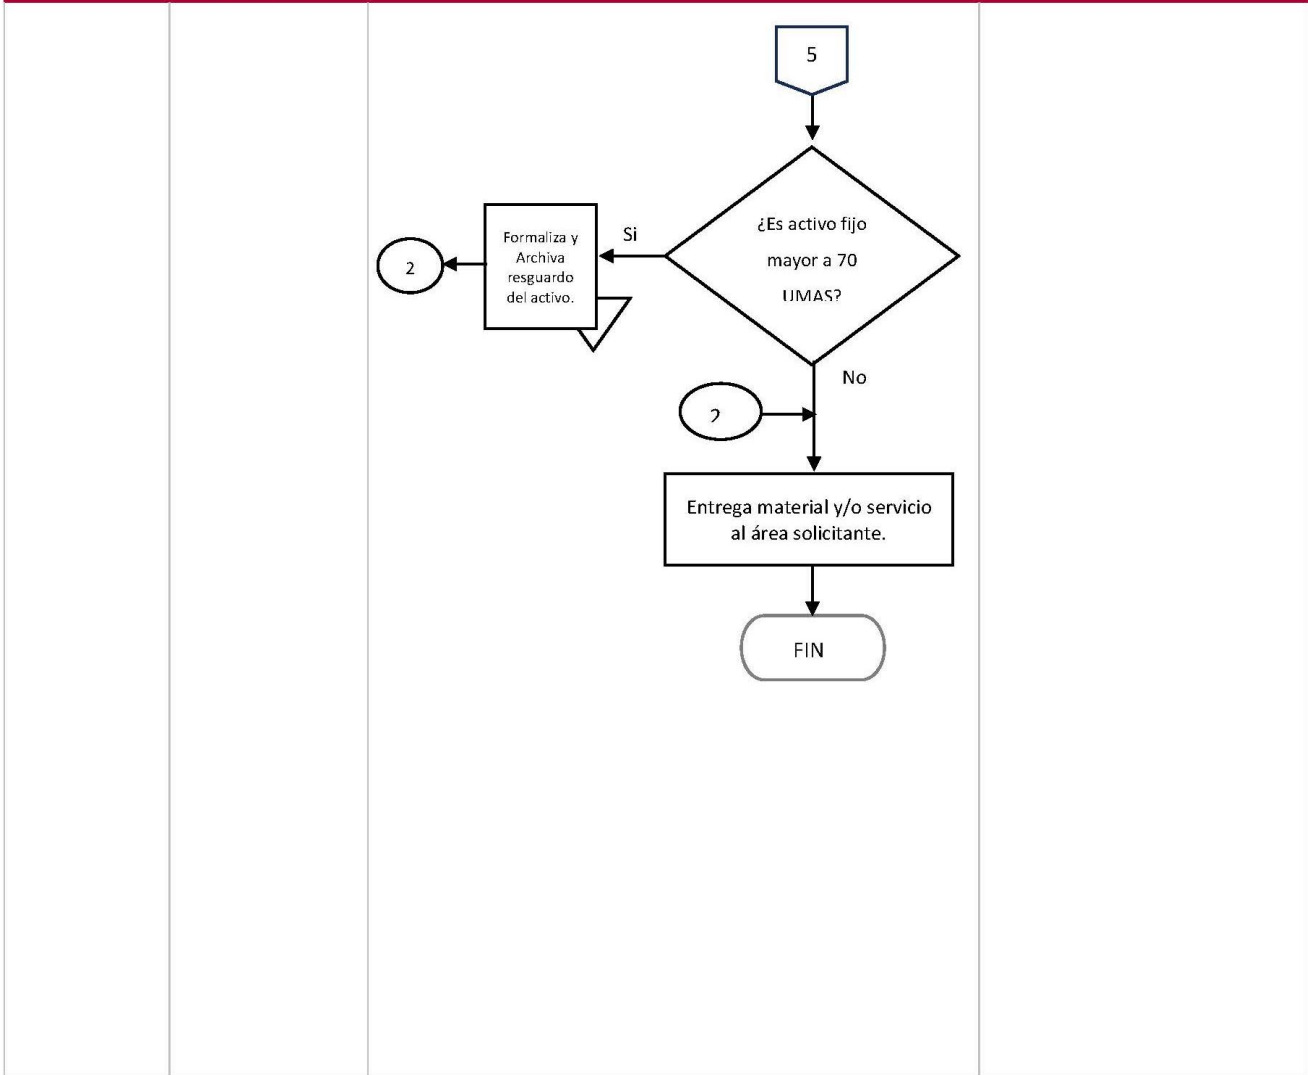 5
¿Es activo fijo
mayor a 70
UMAS?
Si
Formaliza y
Archiva
resguardo
del activo.
2
No
2
Entrega material y/o servicio
al área solicitante.
FIN